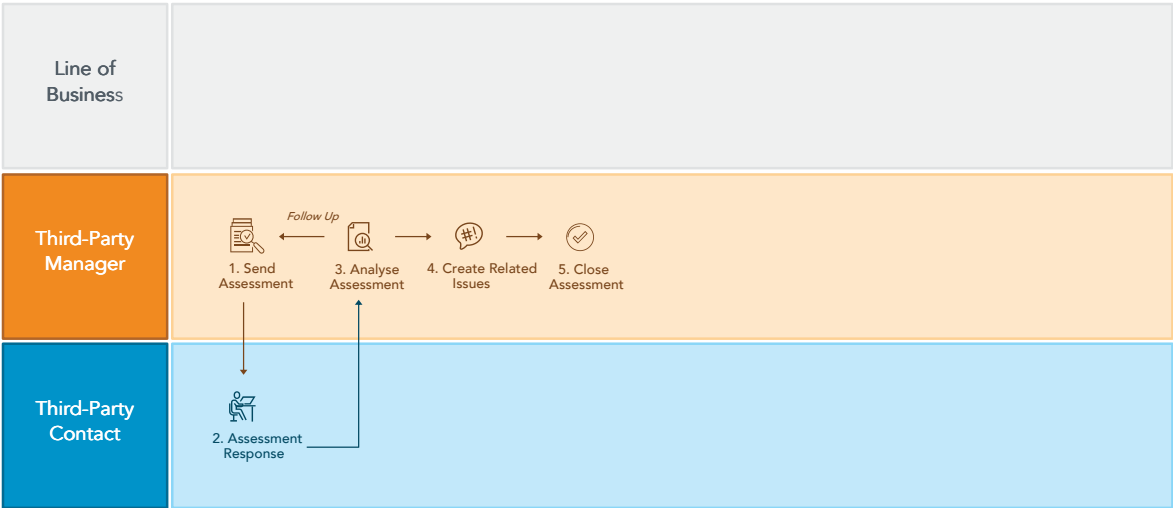 Line of
Business
Third-Party
Manager
Follow Up
#!
1. Send
Assessment
3. Analyse
Assessment
4. Create Related
Issues
5. Close
Assessment
Third-Party
Contact
2. Assessment
Response